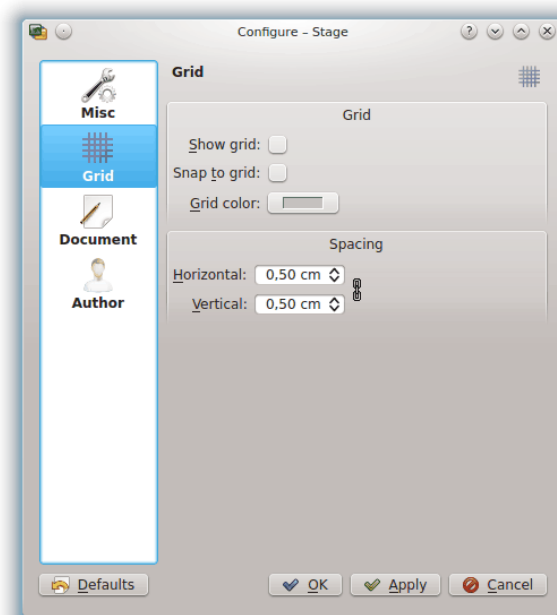 Configure – Stage
Misc
Grid
Document
Author
Grid
Grid
Show grid:
Snap to grid:
Grid color:
Spacing
Horizontal: 0,50 cm
Vertical: 0,50 cm
Defaults
OK
Apply
Cancel